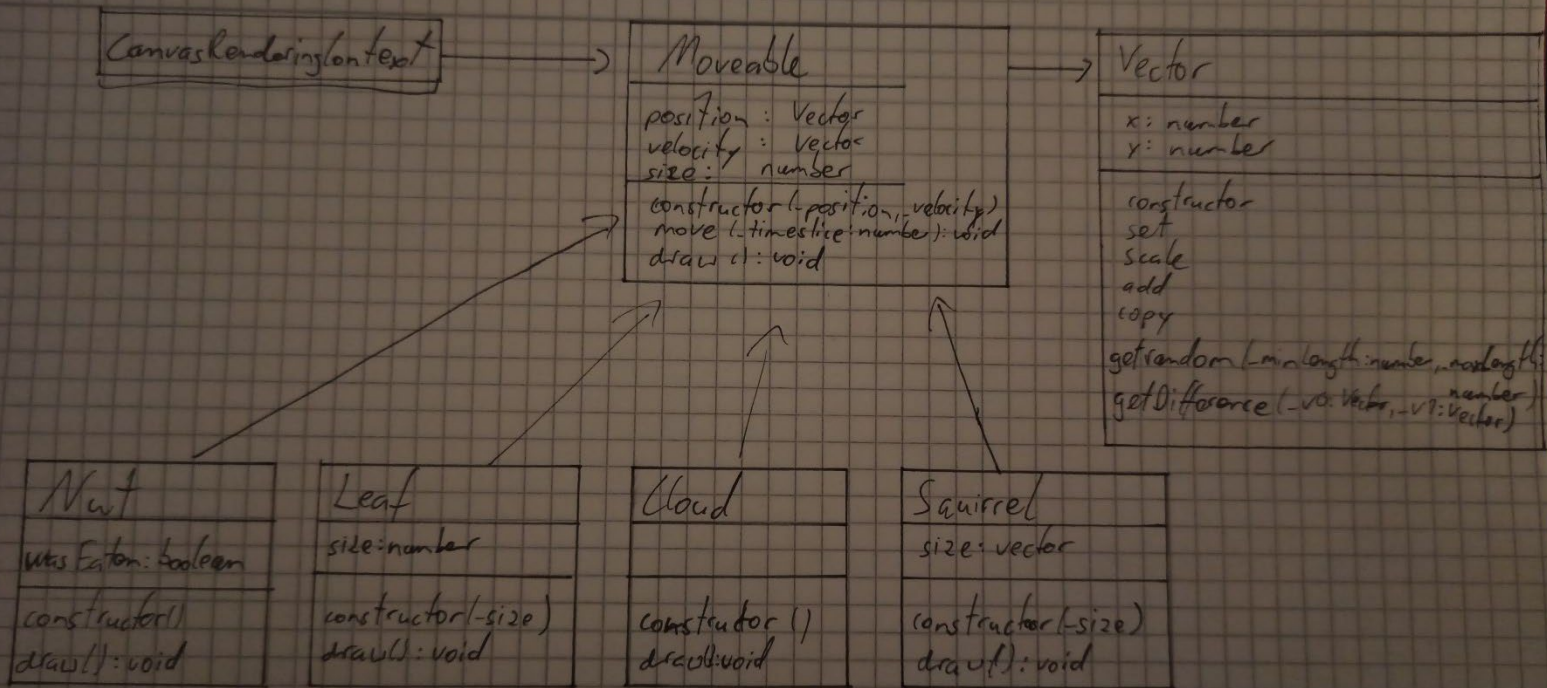 CanvasRenderingContext
Moveable
position : Vector
velocity : Vector
size: number
constructor(_position, _velocity)
move (_timeslice: number): void
draw (): void
Vector
x: number
y: number
constructor
set
scale
add
copy
getrandom(_minLength: number, _maxLength:
number)
getDifference(_v0: Vector, _v1: Vector)
Nut
wasEaten: boolean
constructor()
draw(): void
Leaf
size: number
constructor(_size)
draw(): void
Cloud
constructor ()
draw(): void
Squirrel
size: vector
constructor(_size)
draw(): void